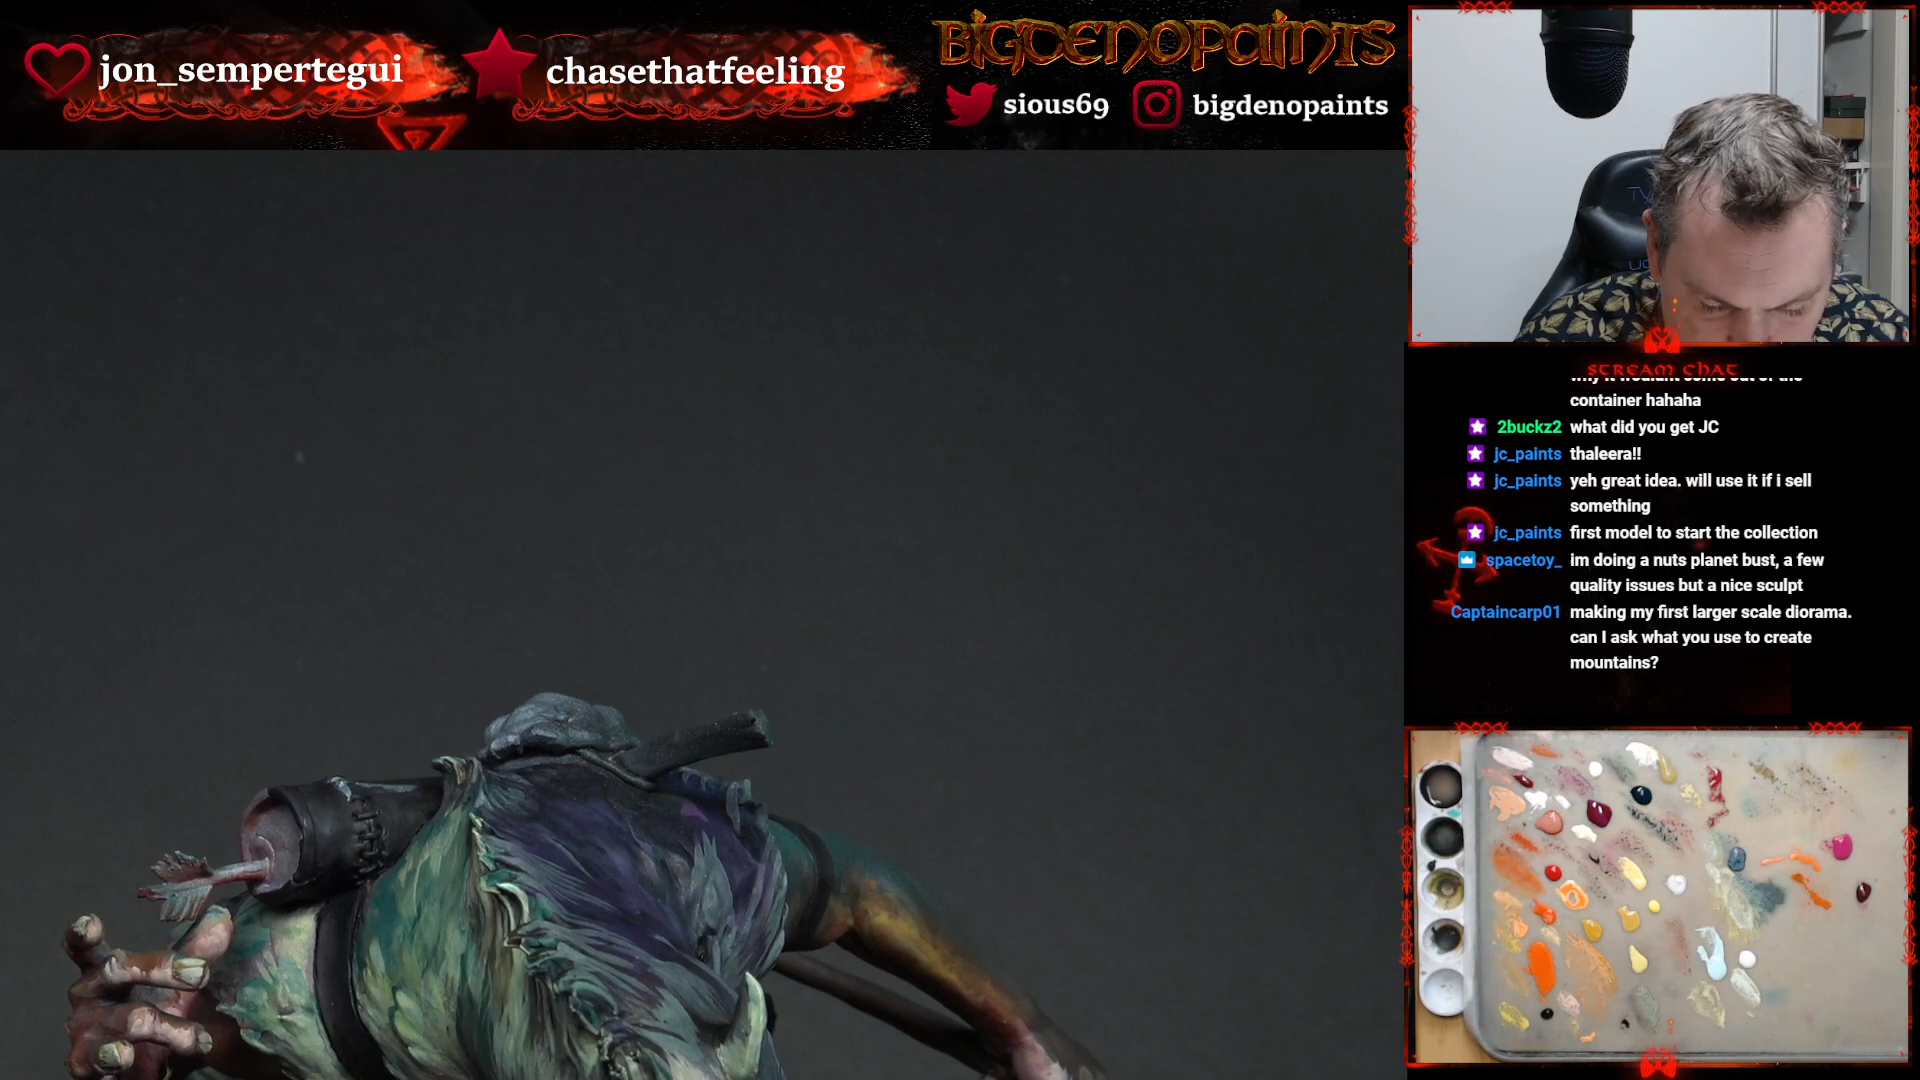 jon_sempertegui
chasethatfeeling
BIGDENOPAINTS
sious69
bigdenopaints
STREAM CHAT
container hahaha
2buckz2 what did you get JC
jc_paints thaleera!!
jc_paints yeh great idea. will use it if i sell
something
jc_paints first model to start the collection
spacetoy_ im doing a nuts planet bust, a few
quality issues but a nice sculpt
Captaincarp01 making my first larger scale diorama.
can I ask what you use to create
mountains?